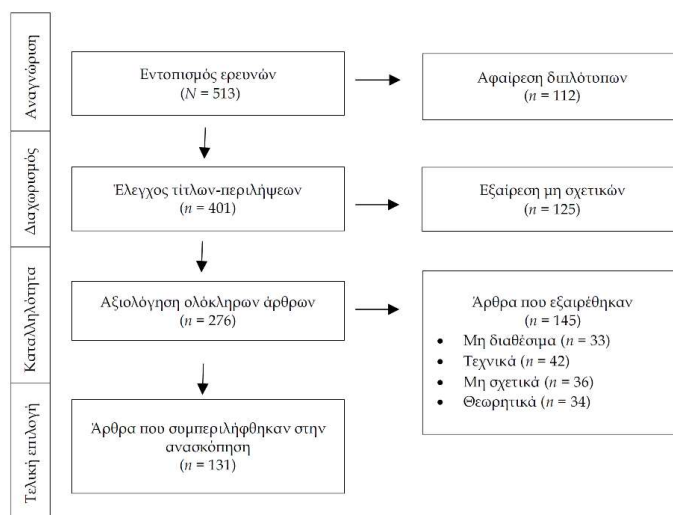 Αναγνώριση
Εντοπισμός ερευνών
(N = 513)
Αφαίρεση διπλότυπων
(n = 112)
Διαχωρισμός
Έλεγχος τίτλων-περιλήψεων
(n = 401)
Εξαίρεση μη σχετικών
(n = 125)
Καταλληλότητα
Αξιολόγηση ολόκληρων άρθρων
(n = 276)
Άρθρα που εξαιρέθηκαν
(n = 145)
• Μη διαθέσιμα (n = 33)
• Τεχνικά (n = 42)
• Μη σχετικά (n = 36)
• Θεωρητικά (n = 34)
Τελική επιλογή
Άρθρα που συμπεριλήφθηκαν στην
ανασκόπηση
(n = 131)